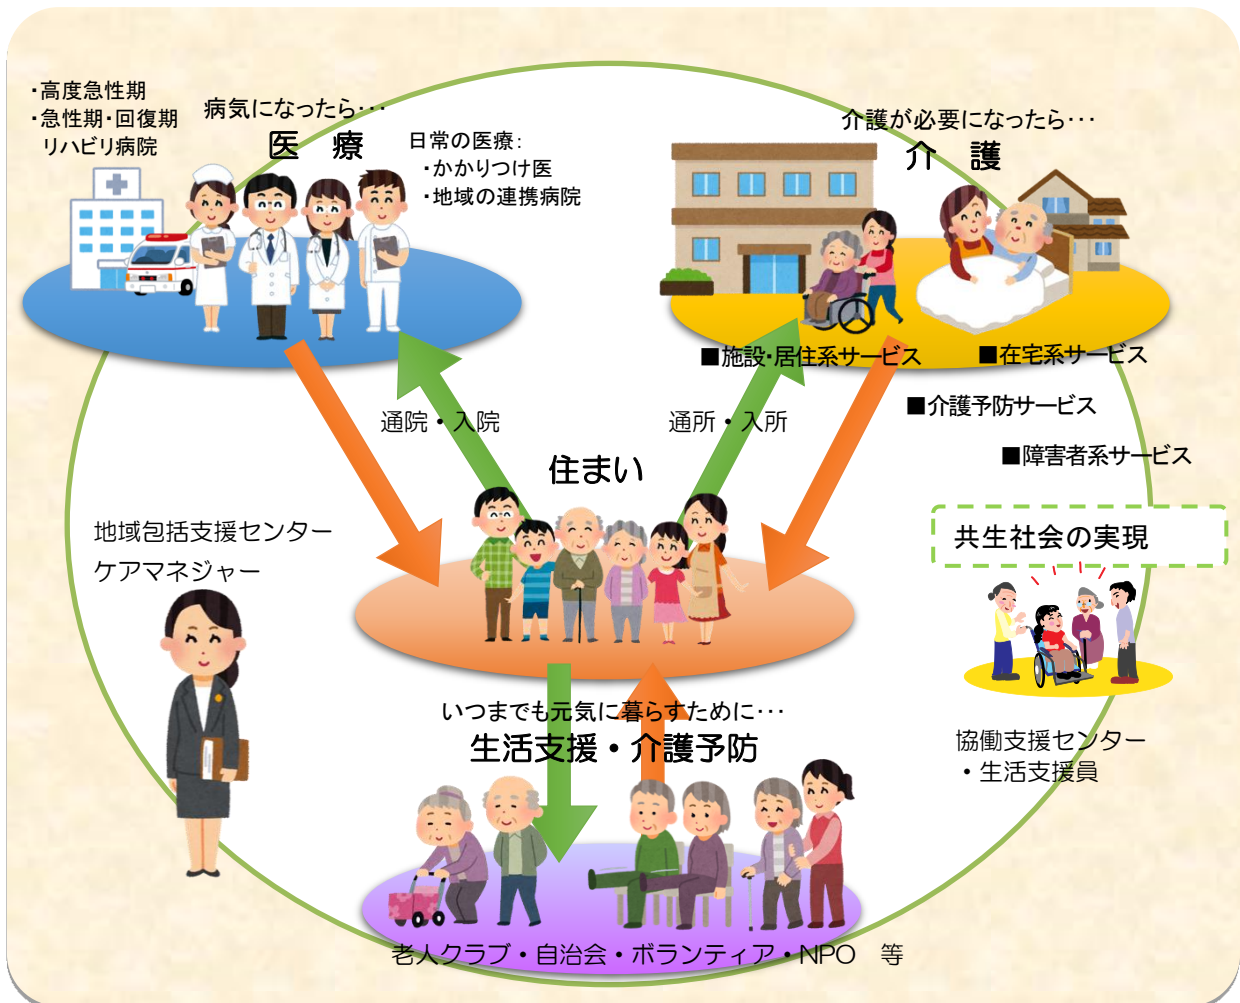 ・高度急性期
・急性期・回復期
リハビリ病院
病気になったら･･･
医　療
日常の医療：
・かかりつけ医
・地域の連携病院
介護が必要になったら･･･
介　護
■施設・居住系サービス
■在宅系サービス
■介護予防サービス
■障害者系サービス
通院・入院
通所・入所
住まい
地域包括支援センター
ケアマネジャー
共生社会の実現
協働支援センター
・生活支援員
いつまでも元気に暮らすために･･･
生活支援・介護予防
老人クラブ・自治会・ボランティア・NPO　等